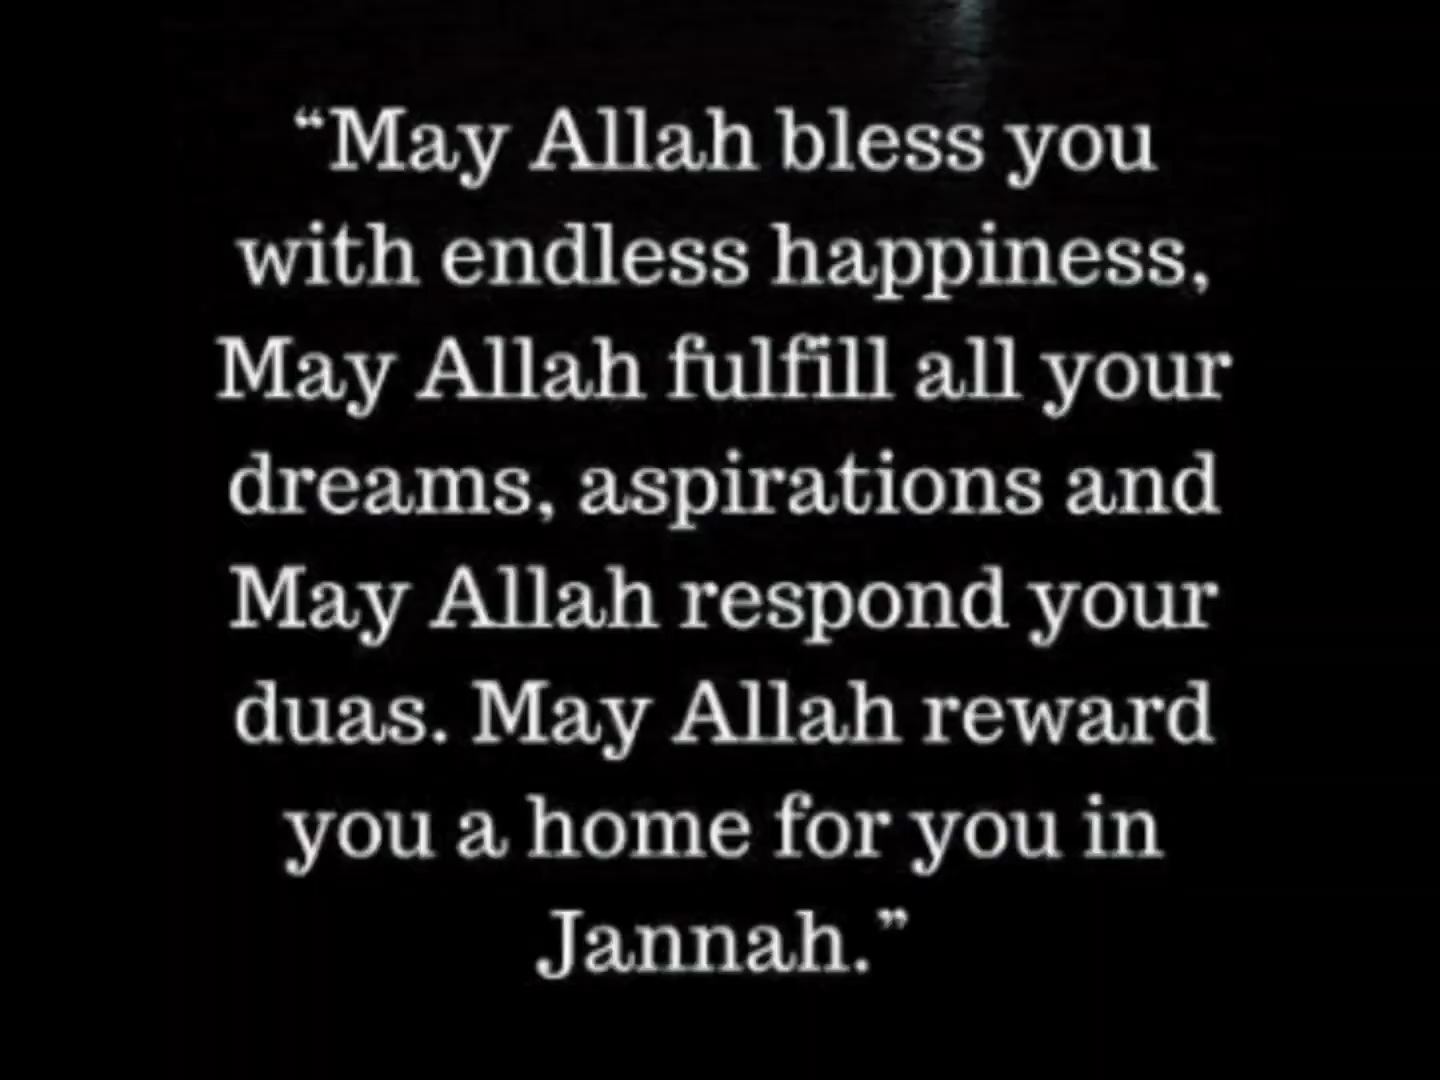 “May Allah bless you
with endless happiness,
May Allah fulfill all your
dreams, aspirations and
May Allah respond your
duas. May Allah reward
you a home for you in
Jannah.”